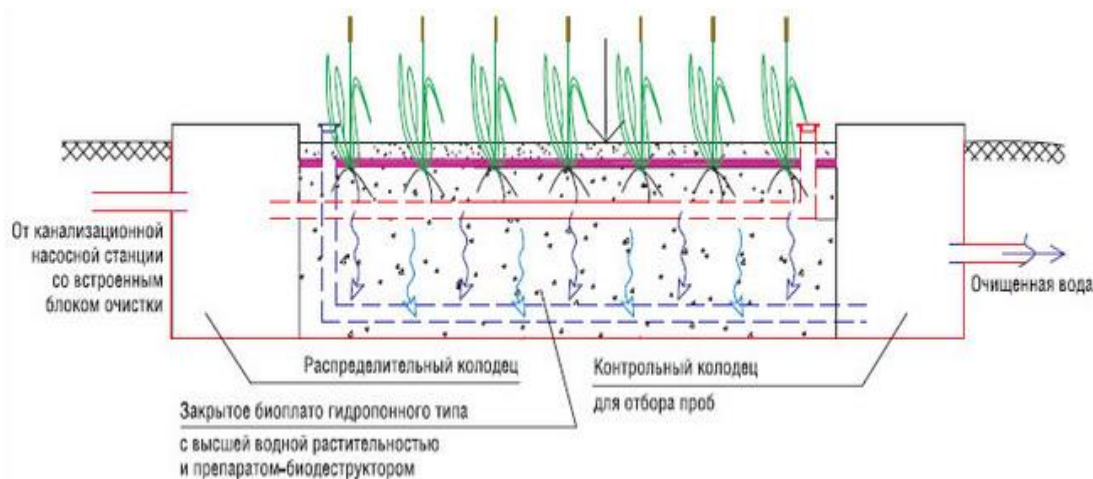 От канализационной
насосной станции
со встроенным
блоком очистки
Очищенная вода
Распределительный колодец
Контрольный колодец
для отбора проб
Закрытое биоплато гидропонного типа
с высшей водной растительностью
и препаратом-биодеструктором